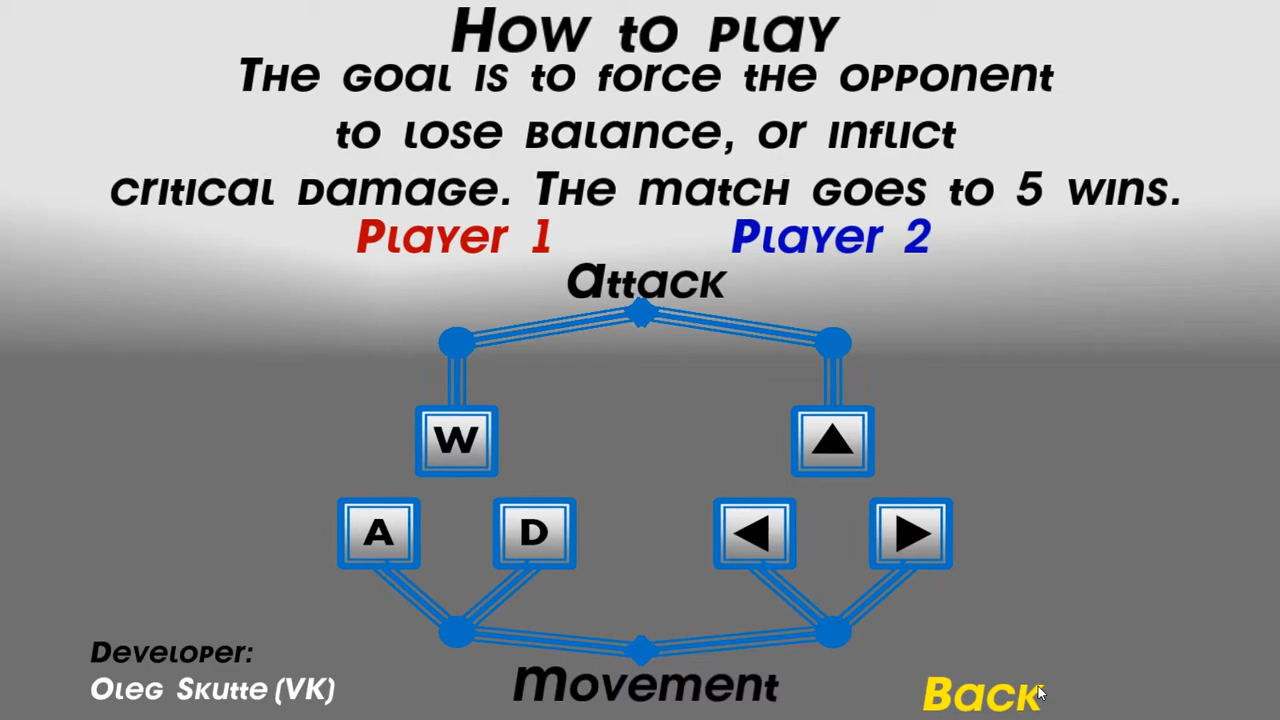 How to play
The goal is to force the opponent
to lose balance, or inflict
critical damage. The match goes to 5 wins.
Player 1 Player 2
attack
W
A D
Developer:
Oleg Skutte (VK)
movement
Back